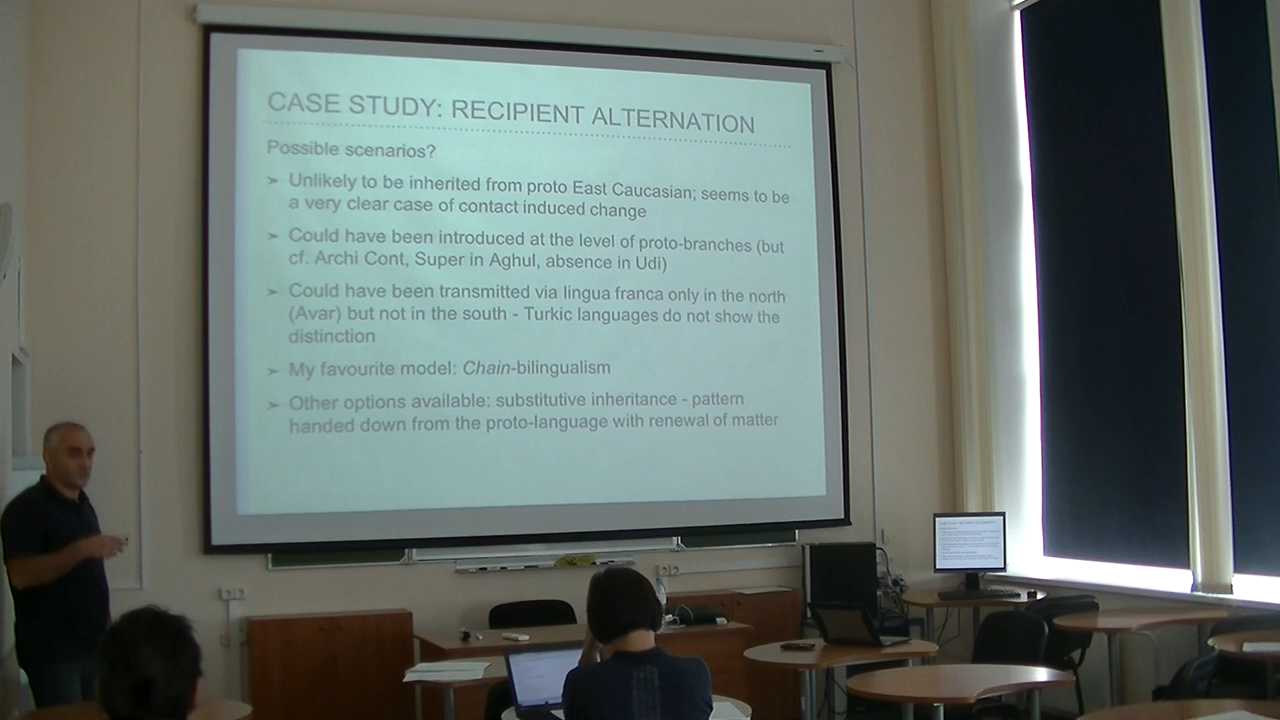 CASE STUDY: RECIPIENT ALTERNATION
Possible scenarios?
➢ Unlikely to be inherited from proto East Caucasian; seems to be
a very clear case of contact induced change
➢ Could have been introduced at the level of proto-branches (but
cf. Archi Cont, Super in Aghul, absence in Udi)
➢ Could have been transmitted via lingua franca only in the north
(Avar) but not in the south - Turkic languages do not show the
distinction
➢ My favourite model: Chain-bilingualism
➢ Other options available: substitutive inheritance - pattern
handed down from the proto-language with renewal of matter